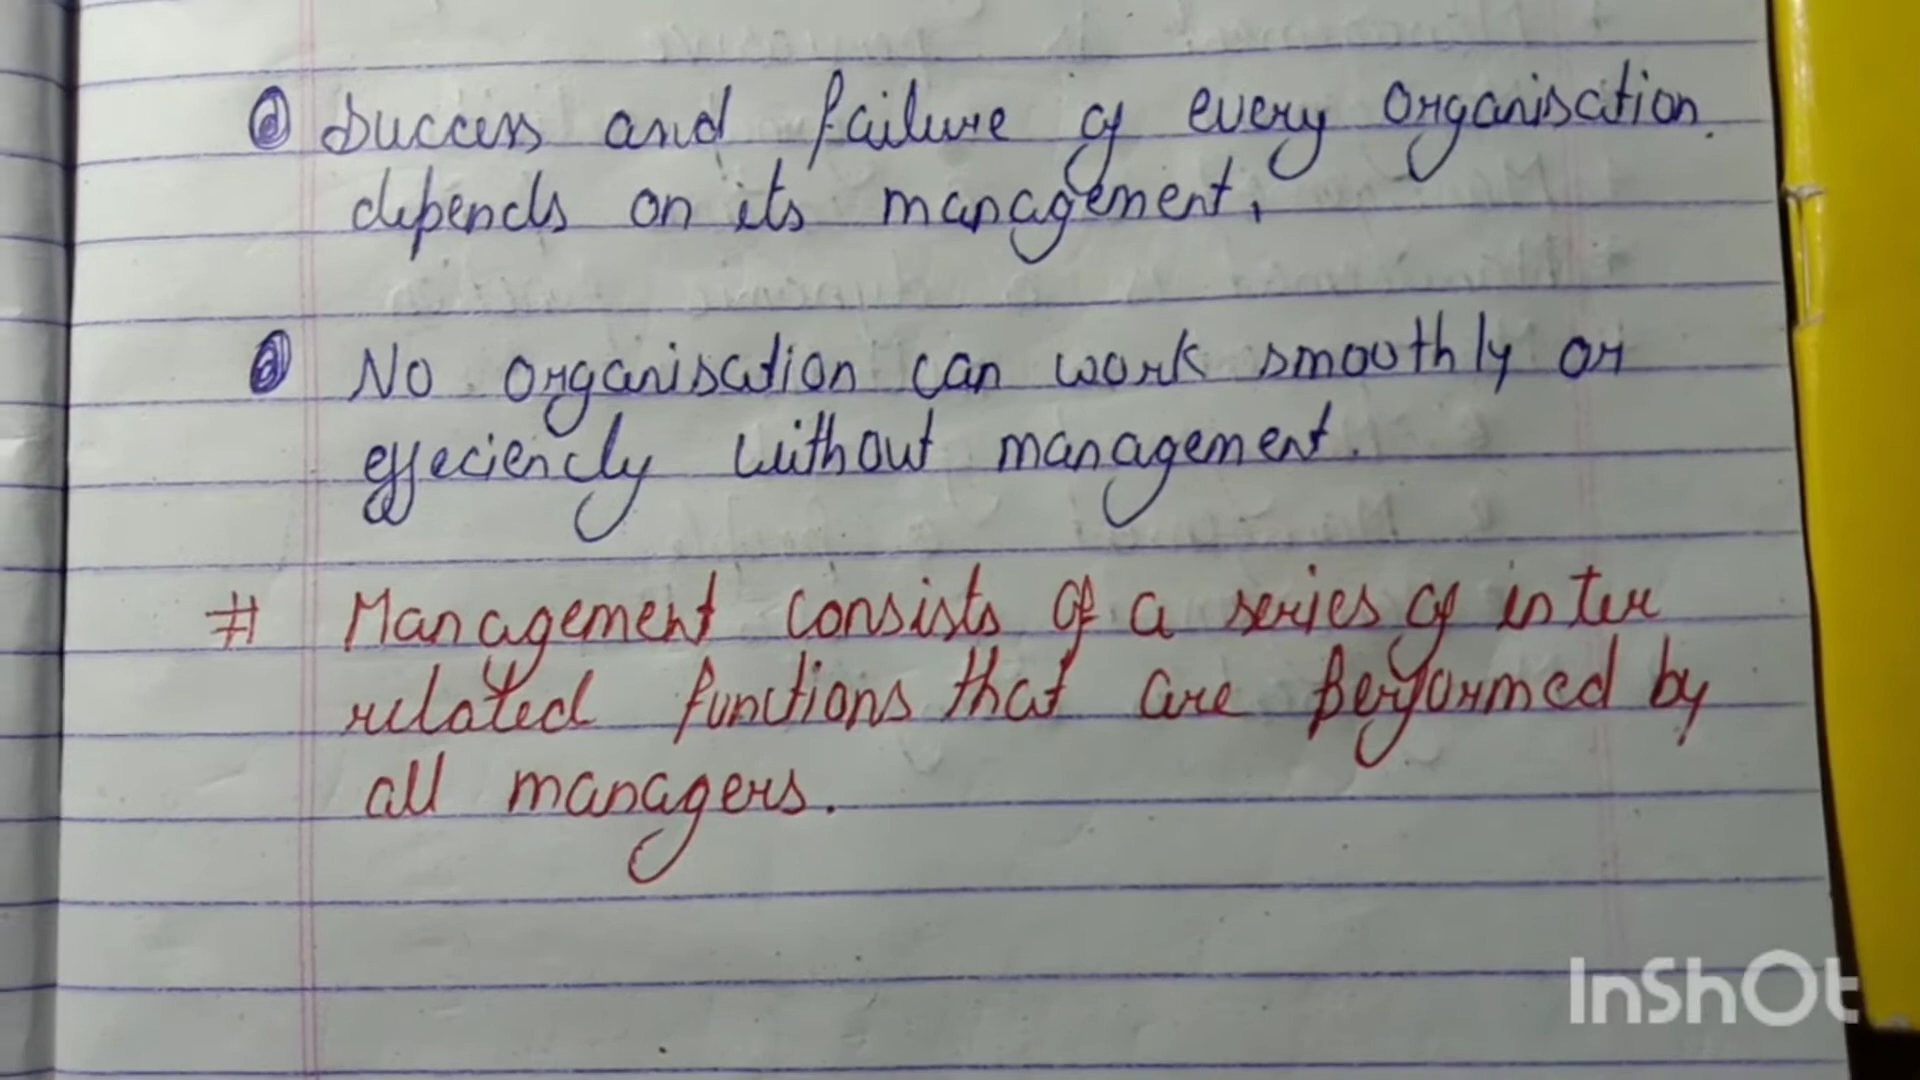 Success and failure of every organisation
depends on its management.
No organisation can work smoothly or
effeciency without management.
# Management consists of a series of inter
related functions that are performed by
all managers.
InShOt